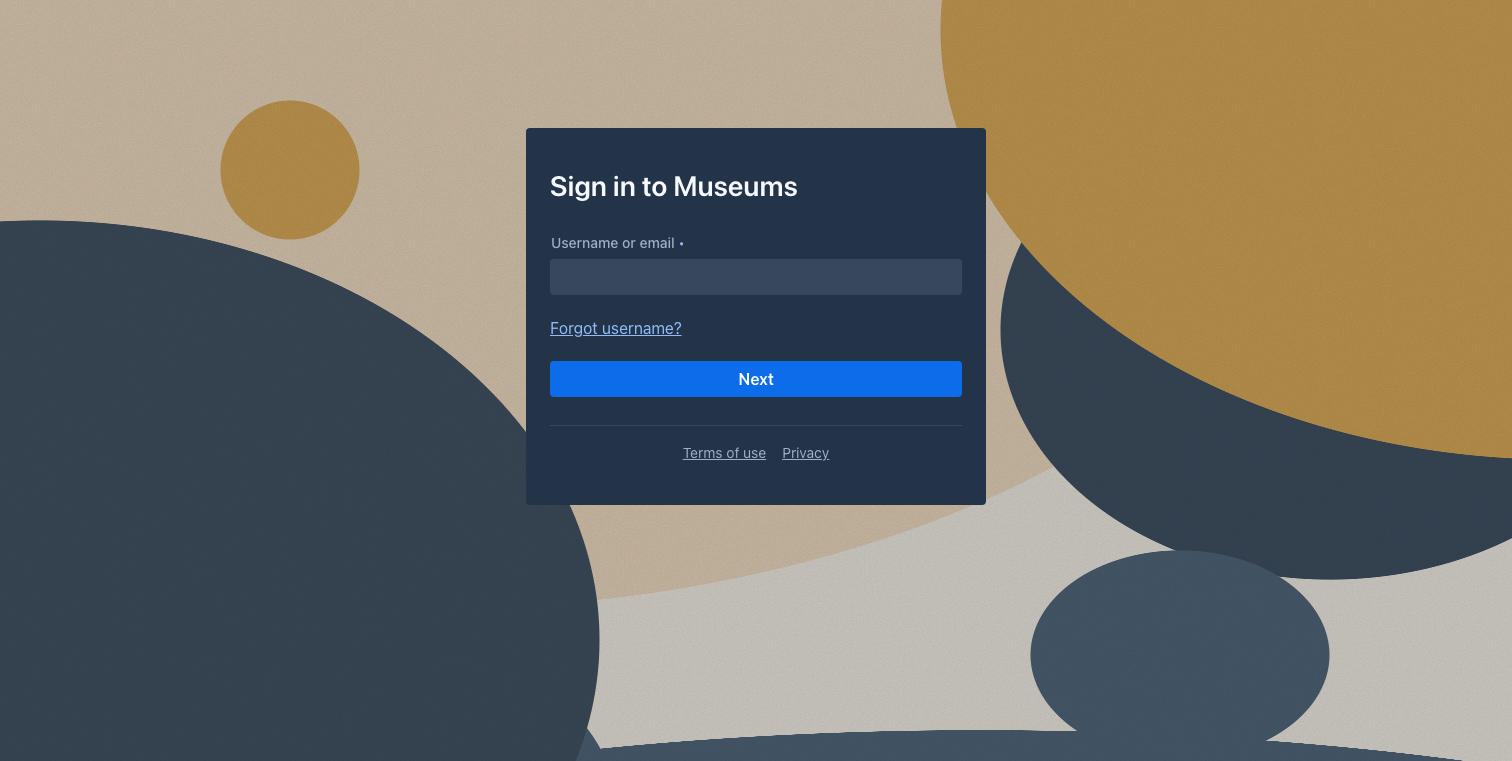 Sign in to Museums
Username or email •
Forgot username?
Next
Terms of use Privacy